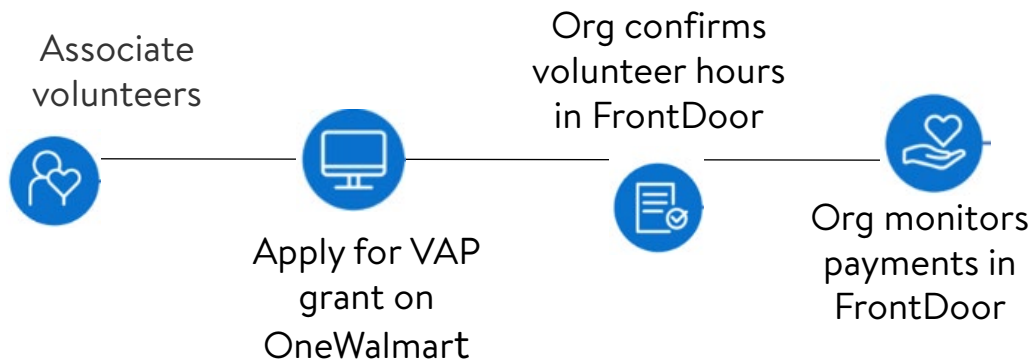 Associate
volunteers
Apply for VAP
grant on
OneWalmart
Org confirms
volunteer hours
in FrontDoor
Org monitors
payments in
FrontDoor